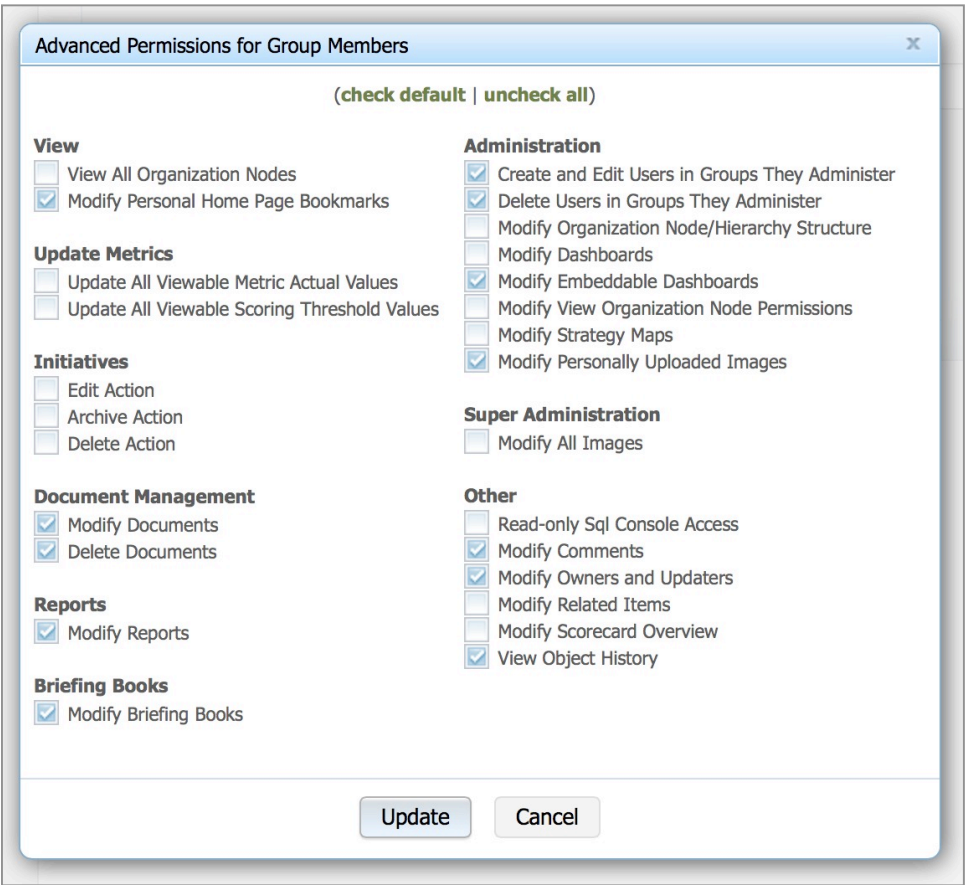 Advanced Permissions for Group Members
x
(check default | uncheck all)
View
View All Organization Nodes
Modify Personal Home Page Bookmarks
Update Metrics
Update All Viewable Metric Actual Values
Update All Viewable Scoring Threshold Values
Initiatives
Edit Action
Archive Action
Delete Action
Document Management
Modify Documents
Delete Documents
Reports
Modify Reports
Briefing Books
Modify Briefing Books
Administration
Create and Edit Users in Groups They Administer
Delete Users in Groups They Administer
Modify Organization Node/Hierarchy Structure
Modify Dashboards
Modify Embeddable Dashboards
Modify View Organization Node Permissions
Modify Strategy Maps
Modify Personally Uploaded Images
Super Administration
Modify All Images
Other
Read-only Sql Console Access
Modify Comments
Modify Owners and Updaters
Modify Related Items
Modify Scorecard Overview
View Object History
Update
Cancel